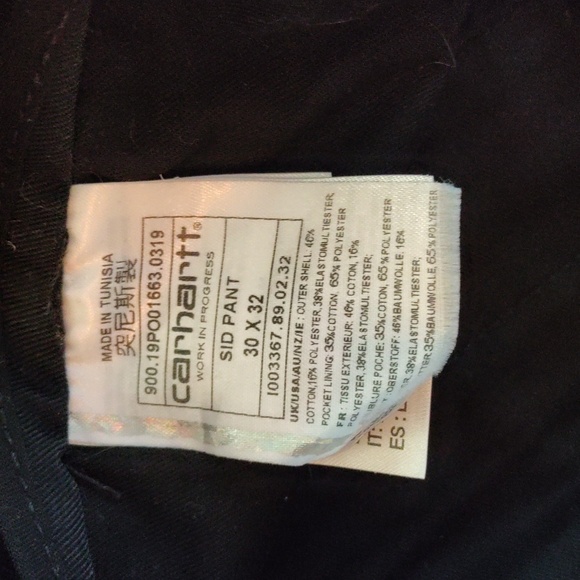 MADE IN TUNISIA
突尼斯製
900.19PO01663.0319
carhartt®
WORK IN PROGRESS
SID PANT
30 X 32
I003367.89.02.32
UK/USA/AU/NZ/IE: OUTER SHELL: 46%
COTTON,16% POLYESTER,38%ELASTOMULTIESTER,
POCKET LINING: 35%COTTON, 65% POLYESTER
FR : TISSU EXTERIEUR: 46% COTON,16%
POLYESTER,38%ELASTOMULTIESTER;
BLURE POCHE: 35%COTON, 65% POLYESTER
OBERSTOFF: 46%BAUMWOLLE, 16%
38%ELASTOMULTIESTER;
35%BAUMWOLLE, 65% POLYESTER
IT:
ES :